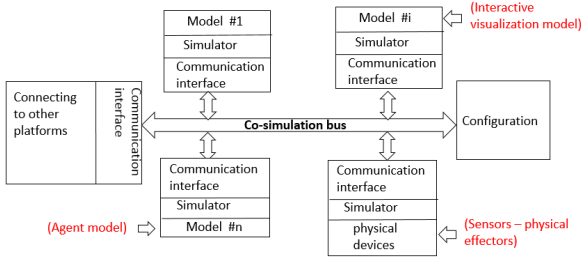 Model #1
Simulator
Communication
interface
Model #i
Simulator
Communication
interface
(Interactive
visualization model)
Connecting
to other
platforms
Communication
interface
Co-simulation bus
Configuration
Communication
interface
Simulator
Model #n
(Agent model)
Communication
interface
Simulator
physical
devices
(Sensors – physical
effectors)